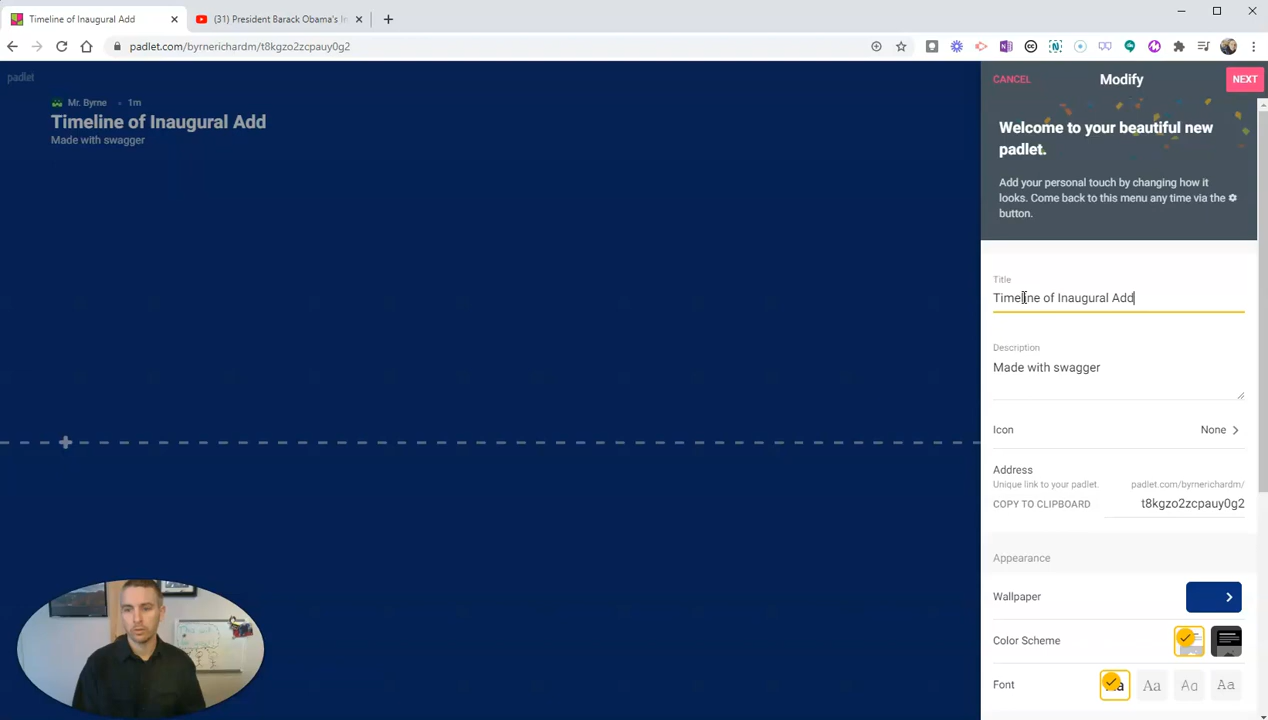 Timeline of Inaugural Add
(31) President Barack Obama's In
padlet.com/byrnerichardm/t8kgzo2zcpauy0g2
padlet
Mr. Byrne • 1m
Timeline of Inaugural Add
Made with swagger
CANCEL
Modify
NEXT
Welcome to your beautiful new
padlet.
Add your personal touch by changing how it
looks. Come back to this menu any time via the
button.
Title
Timeline of Inaugural Add
Description
Made with swagger
Icon
None
Address
Unique link to your padlet.
padlet.com/byrnerichardm/
COPY TO CLIPBOARD
t8kgzo2zcpauy0g2
Appearance
Wallpaper
Color Scheme
Font
Aa
Aa
Aa